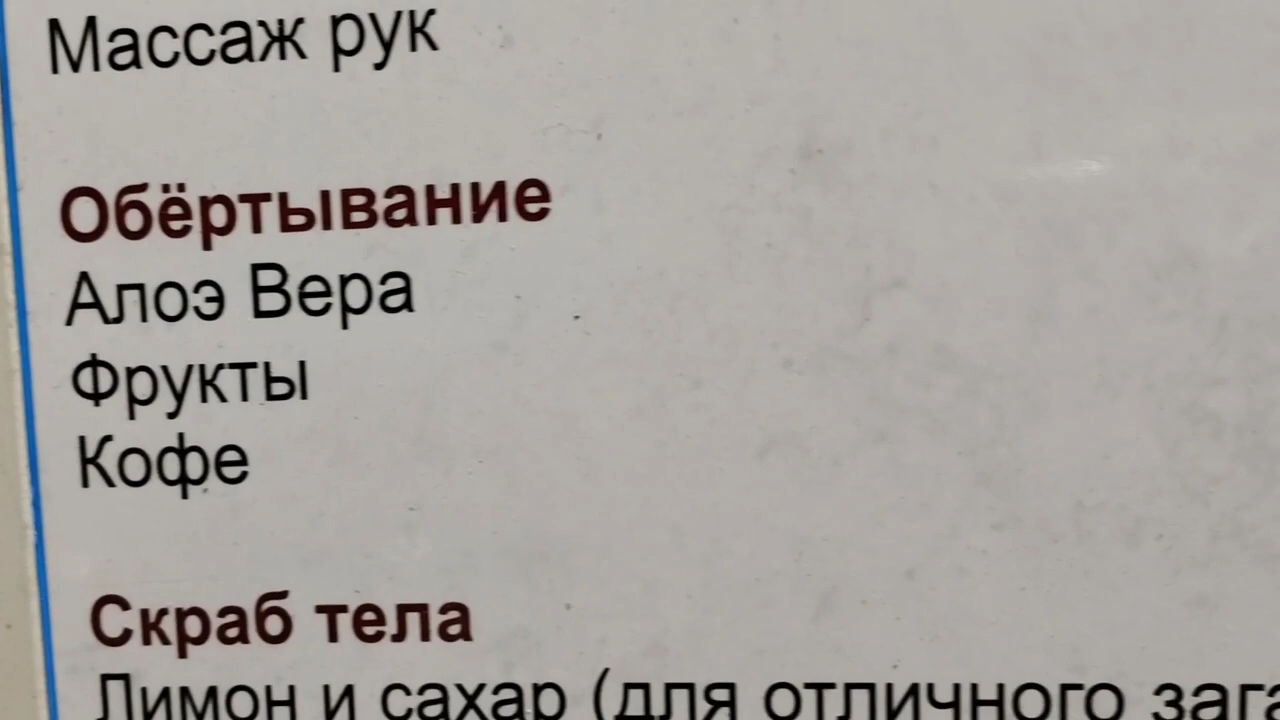 Массаж рук
Обёртывание
Алоэ Вера
Фрукты
Кофе
Скраб тела
Лимон и сахар (для отличного